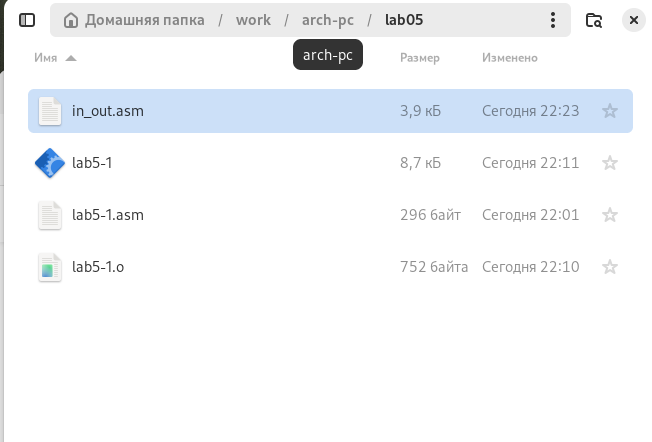 Домашняя папка / work / arch-pc / lab05
arch-pc
Имя Размер Изменено
in_out.asm 3,9 кБ Сегодня 22:23
lab5-1 8,7 кБ Сегодня 22:11
lab5-1.asm 296 байт Сегодня 22:01
lab5-1.o 752 байта Сегодня 22:10